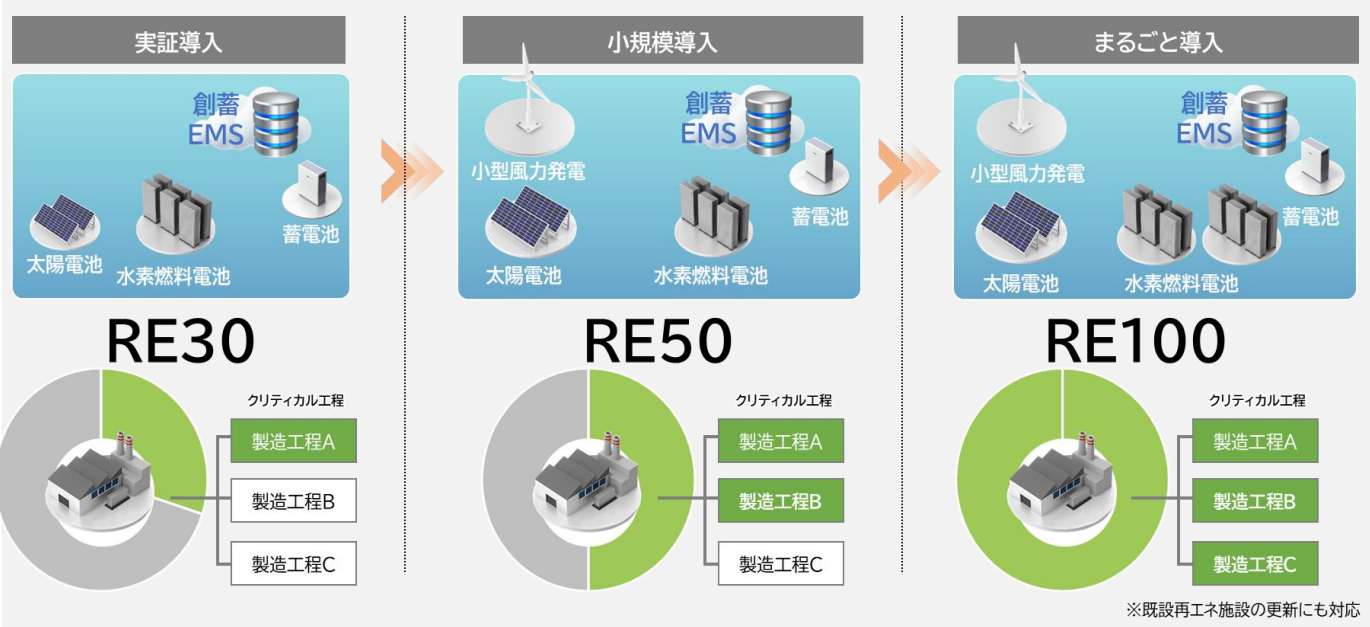 実証導入
創蓄
EMS
蓄電池
太陽電池
水素燃料電池
RE30
クリティカル工程
製造工程A
製造工程B
製造工程C
小規模導入
創蓄
EMS
小型風力発電
蓄電池
太陽電池
水素燃料電池
RE50
クリティカル工程
製造工程A
製造工程B
製造工程C
まるごと導入
創蓄
EMS
小型風力発電
蓄電池
太陽電池
水素燃料電池
RE100
クリティカル工程
製造工程A
製造工程B
製造工程C
※既設再エネ施設の更新にも対応